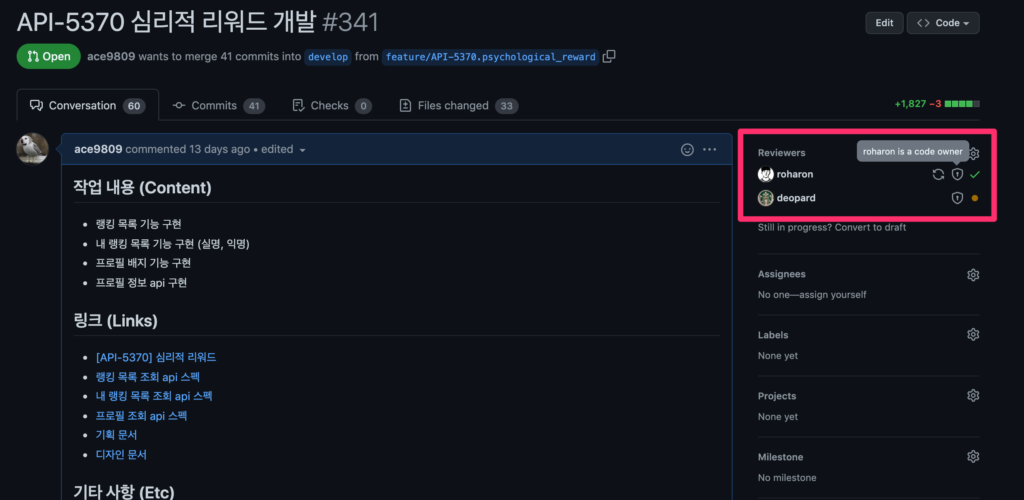 API-5370 심리적 리워드 개발 #341
Edit
<> Code
Open
ace9809 wants to merge 41 commits into develop from feature/API-5370.psychological_reward
Conversation 60
Commits 41
Checks 0
Files changed 33
+1,827 −3
ace9809 commented 13 days ago • edited
작업 내용 (Content)
랭킹 목록 기능 구현
내 랭킹 목록 기능 구현 (실명, 익명)
프로필 배지 기능 구현
프로필 정보 api 구현
링크 (Links)
[API-5370] 심리적 리워드
랭킹 목록 조회 api 스펙
내 랭킹 목록 조회 api 스펙
프로필 조회 api 스펙
기획 문서
디자인 문서
기타 사항 (Etc)
Reviewers
roharon is a code owner
roharon
deopard
Still in progress? Convert to draft
Assignees
No one—assign yourself
Labels
None yet
Projects
None yet
Milestone
No milestone